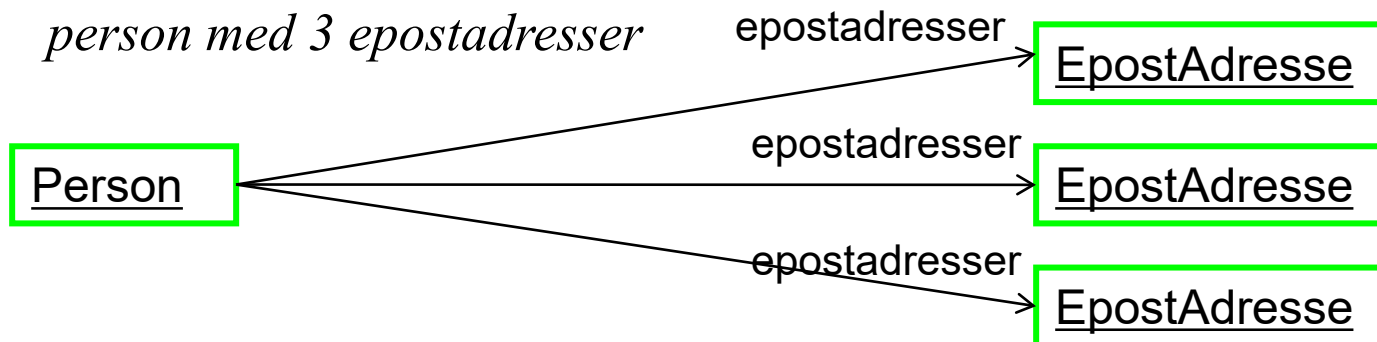 person med 3 epostadresser
epostadresser
EpostAdresse
Person
epostadresser
EpostAdresse
epostadresser
EpostAdresse